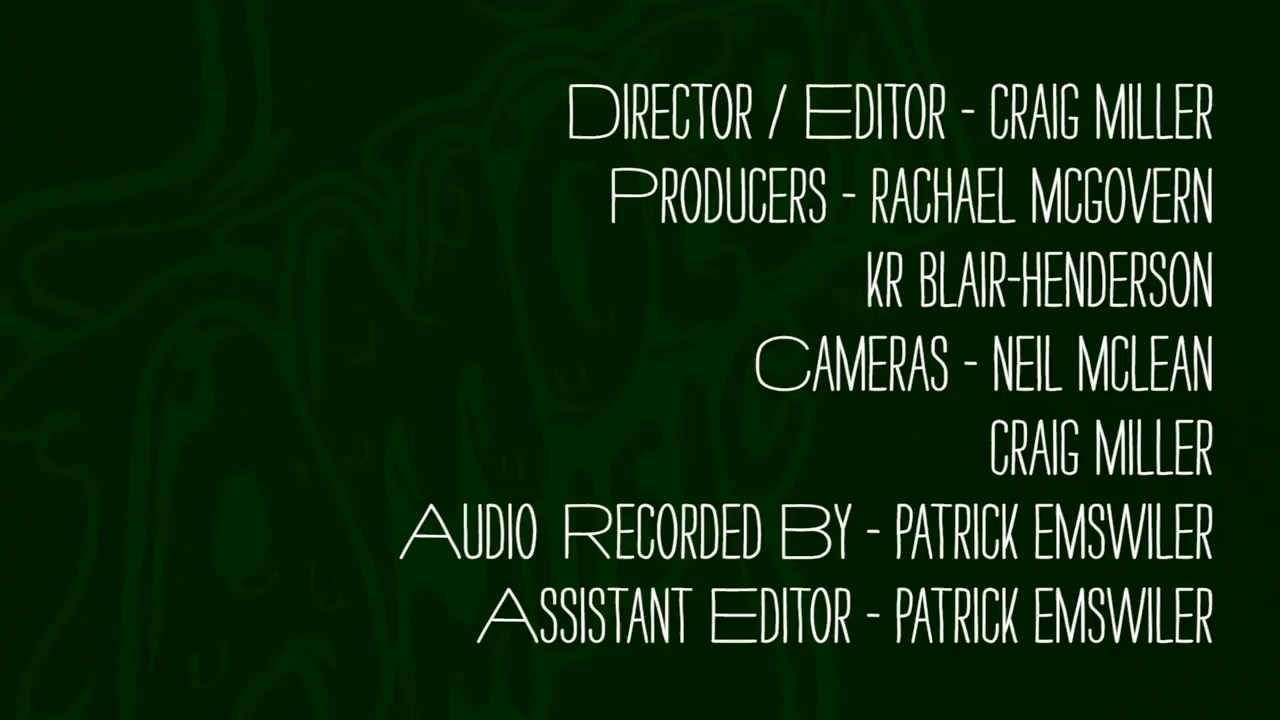 Director / Editor - CRAIG MILLER
Producers - RACHAEL MCGOVERN
KR BLAIR-HENDERSON
Cameras - NEIL MCLEAN
CRAIG MILLER
Audio Recorded By - PATRICK EMSWILER
Assistant Editor - PATRICK EMSWILER